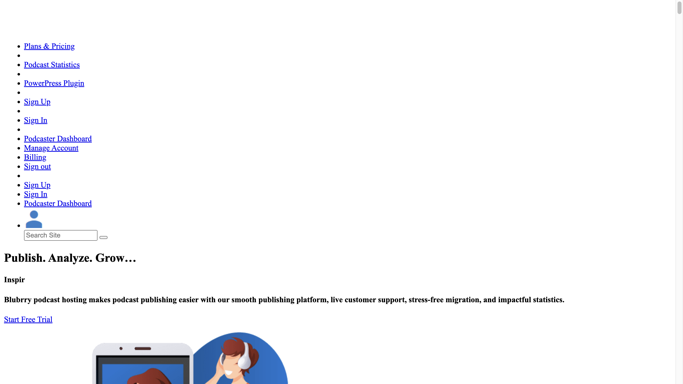 Plans & Pricing
Podcast Statistics
PowerPress Plugin
Sign Up
Sign In
Podcaster Dashboard
Manage Account
Billing
Sign out
Sign Up
Sign In
Podcaster Dashboard
Search Site
Publish. Analyze. Grow…
Inspir
Blubrry podcast hosting makes podcast publishing easier with our smooth publishing platform, live customer support, stress-free migration, and impactful statistics.
Start Free Trial